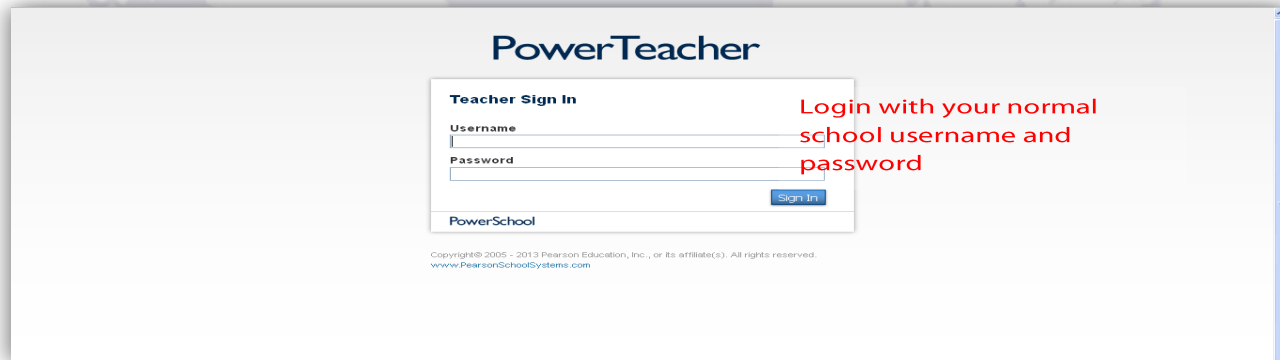 PowerTeacher
Teacher Sign In
Login with your normal
school username and
password
Username
Password
Sign In
PowerSchool
Copyright© 2005 - 2013 Pearson Education, Inc., or its affiliate(s). All rights reserved.
www.PearsonSchoolSystems.com